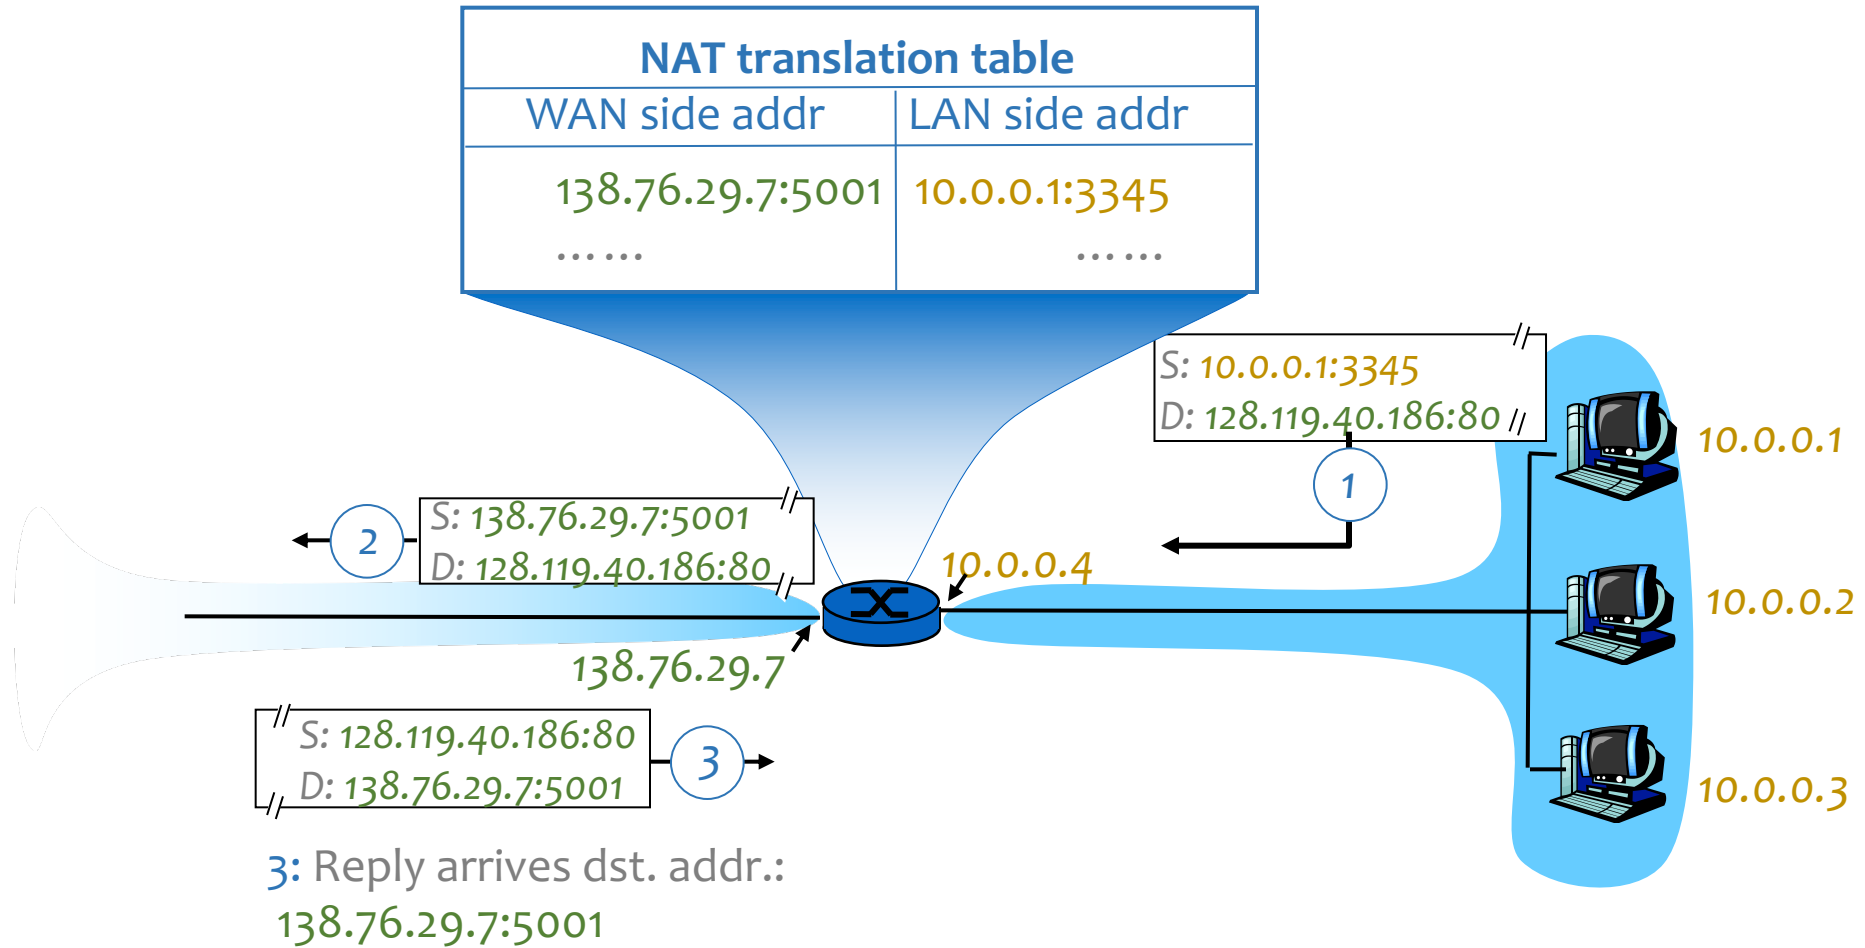 NAT translation table
WAN side addr LAN side addr
138.76.29.7:5001 10.0.0.1:3345
…… ……
S: 10.0.0.1:3345
D: 128.119.40.186:80
10.0.0.1
1
2
S: 138.76.29.7:5001
D: 128.119.40.186:80
10.0.0.4
10.0.0.2
138.76.29.7
S: 128.119.40.186:80
D: 138.76.29.7:5001
3
10.0.0.3
3: Reply arrives dst. addr.:
138.76.29.7:5001